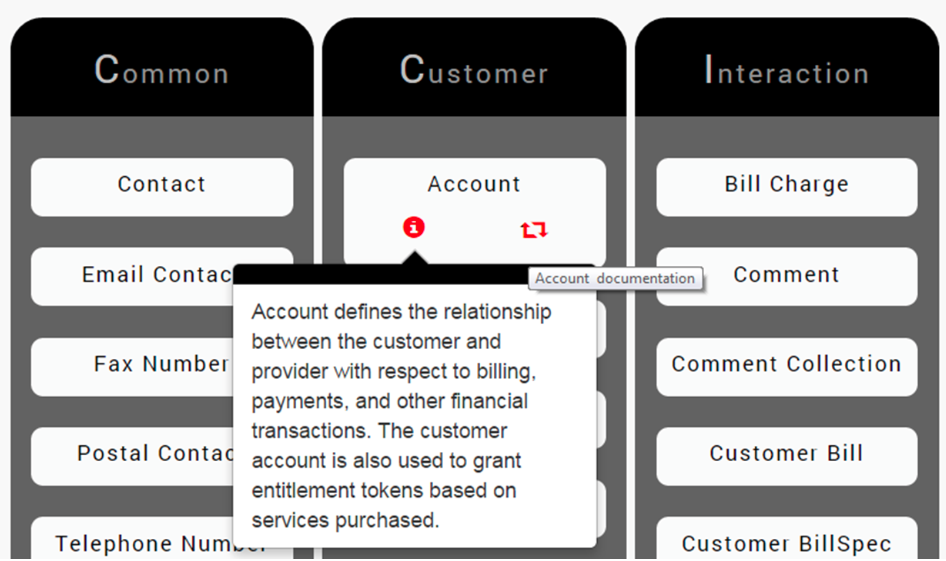 Common
Customer
Interaction
Contact
Account
Bill Charge
Email Contac
Account documentation
Comment
Account defines the relationship
between the customer and
provider with respect to billing,
payments, and other financial
transactions. The customer
account is also used to grant
entitlement tokens based on
services purchased.
Fax Number
Comment Collection
Postal Contac
Customer Bill
Telephone Number
Customer BillSpec